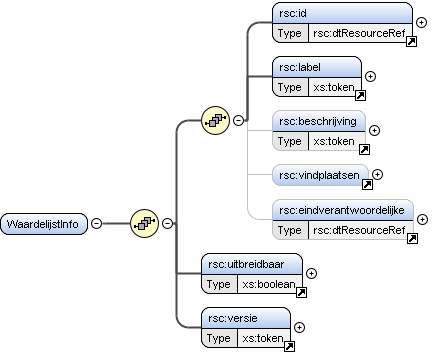 rsc:id
Type rsc:dtResourceRef
rsc:label
Type xs:token
rsc:beschrijving
Type xs:token
rsc:vindplaatsen
rsc:eindverantwoordelijke
Type rsc:dtResourceRef
WaardelijstInfo
rsc:uitbreidbaar
Type xs:boolean
rsc:versie
Type xs:token